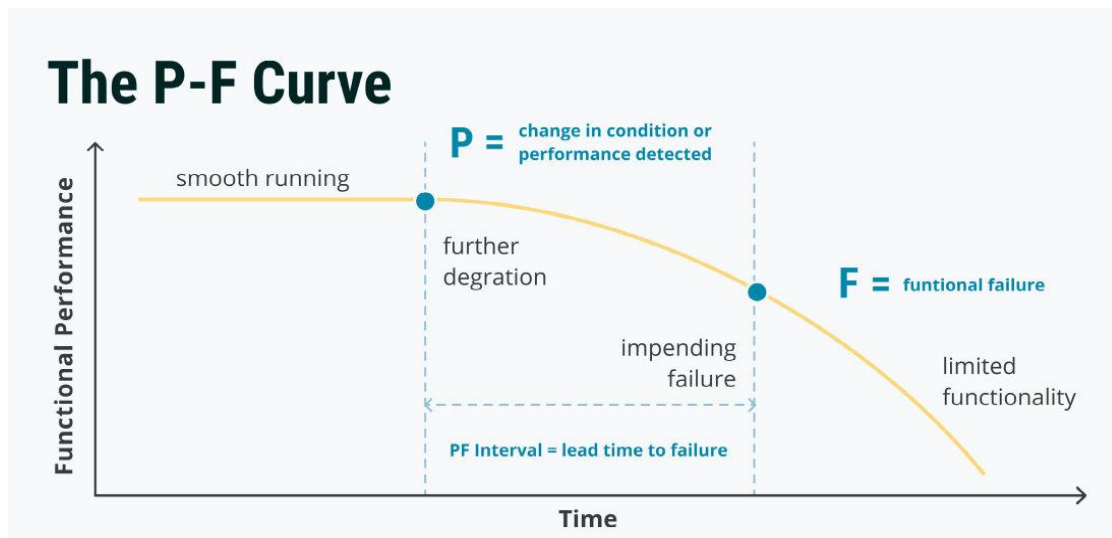 The P-F Curve
P = change in condition or
performance detected
smooth running
further
degration
F = funtional failure
impending
failure
limited
functionality
PF Interval = lead time to failure
Functional Performance
Time